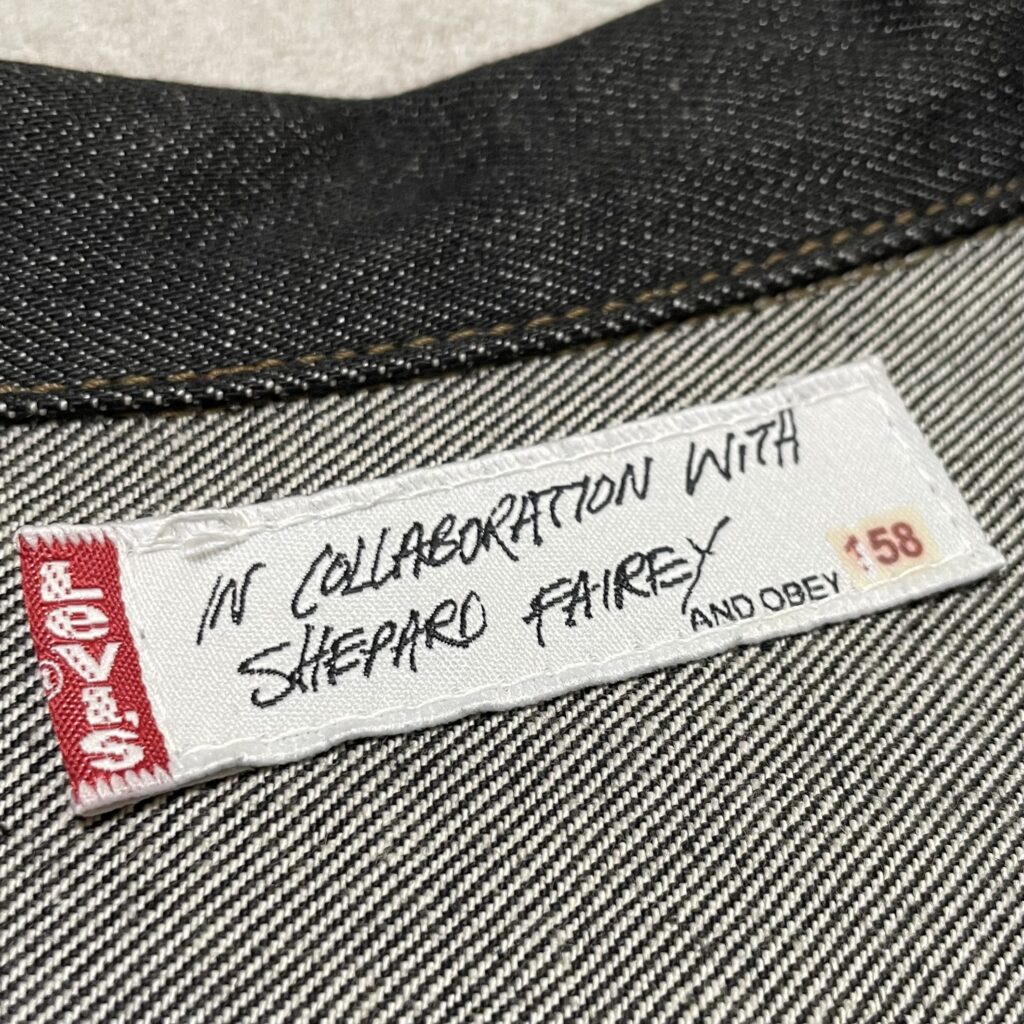 LEVI'S
®
IN COLLABORATION WITH
SHEPARD FAIREY
AND OBEY
158